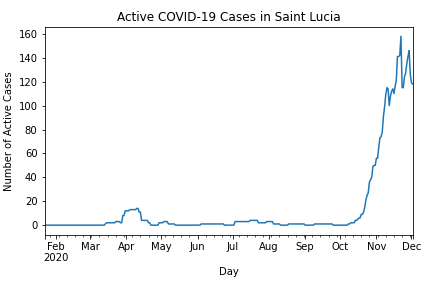 Active COVID-19 Cases in Saint Lucia
Number of Active Cases
160
140
120
100
80
60
40
20
0
Feb Mar Apr May Jun Jul Aug Sep Oct Nov Dec
2020
Day